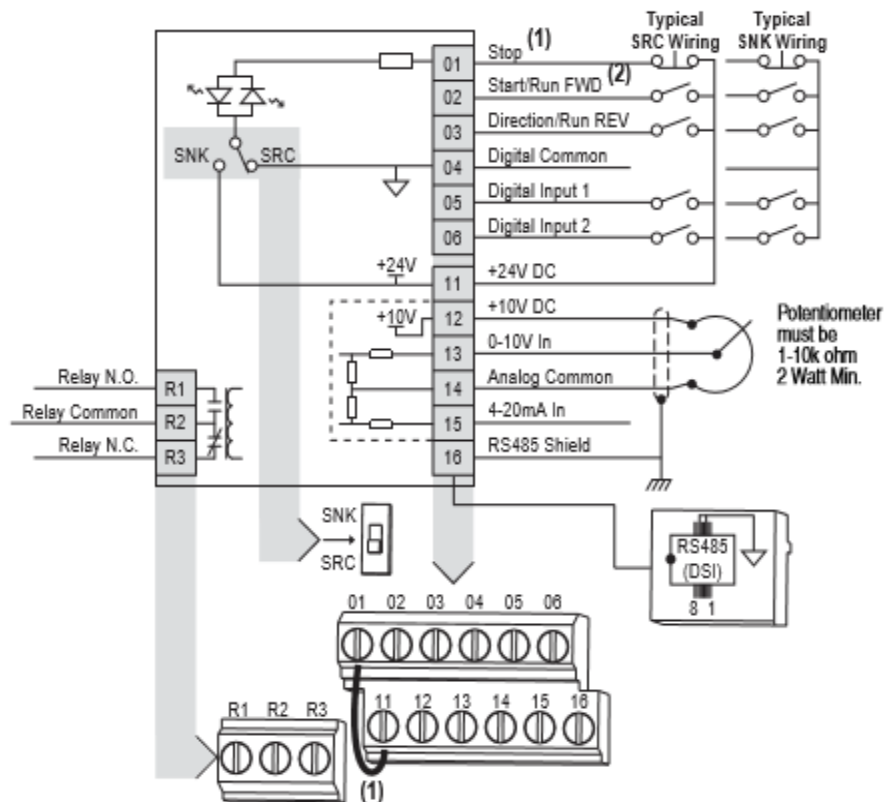 Typical SRC Wiring
Typical SNK Wiring
01 Stop (1)
02 Start/Run FWD (2)
03 Direction/Run REV
SNK SRC
04 Digital Common
05 Digital Input 1
06 Digital Input 2
+24V 11 +24V DC
+10V 12 +10V DC
13 0-10V In
14 Analog Common
15 4-20mA In
16 RS485 Shield
Potentiometer
must be
1-10k ohm
2 Watt Min.
Relay N.O. R1
Relay Common R2
Relay N.C. R3
SNK
SRC
RS485
(DSI)
8 1
01 02 03 04 05 06
11 12 13 14 15 16
R1 R2 R3
(1)